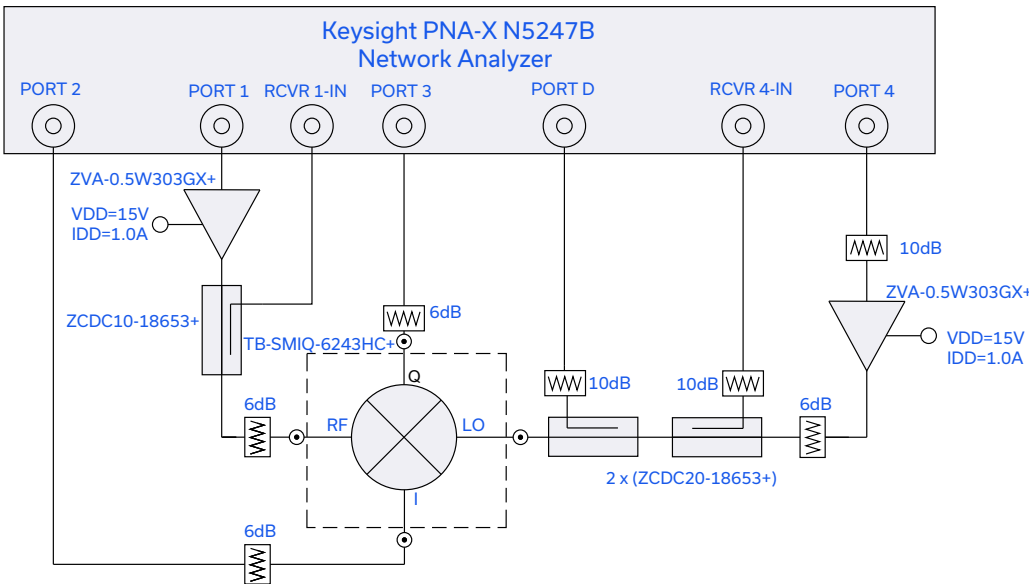 Keysight PNA-X N5247B
Network Analyzer
PORT 2
PORT 1
RCVR 1-IN
PORT 3
PORT D
RCVR 4-IN
PORT 4
ZVA-0.5W303GX+
VDD=15V
IDD=1.0A
10dB
ZVA-0.5W303GX+
ZCDC10-18653+
6dB
TB-SMIQ-6243HC+
VDD=15V
IDD=1.0A
Q
10dB
10dB
6dB
6dB
RF
LO
2 x (ZCDC20-18653+)
I
6dB